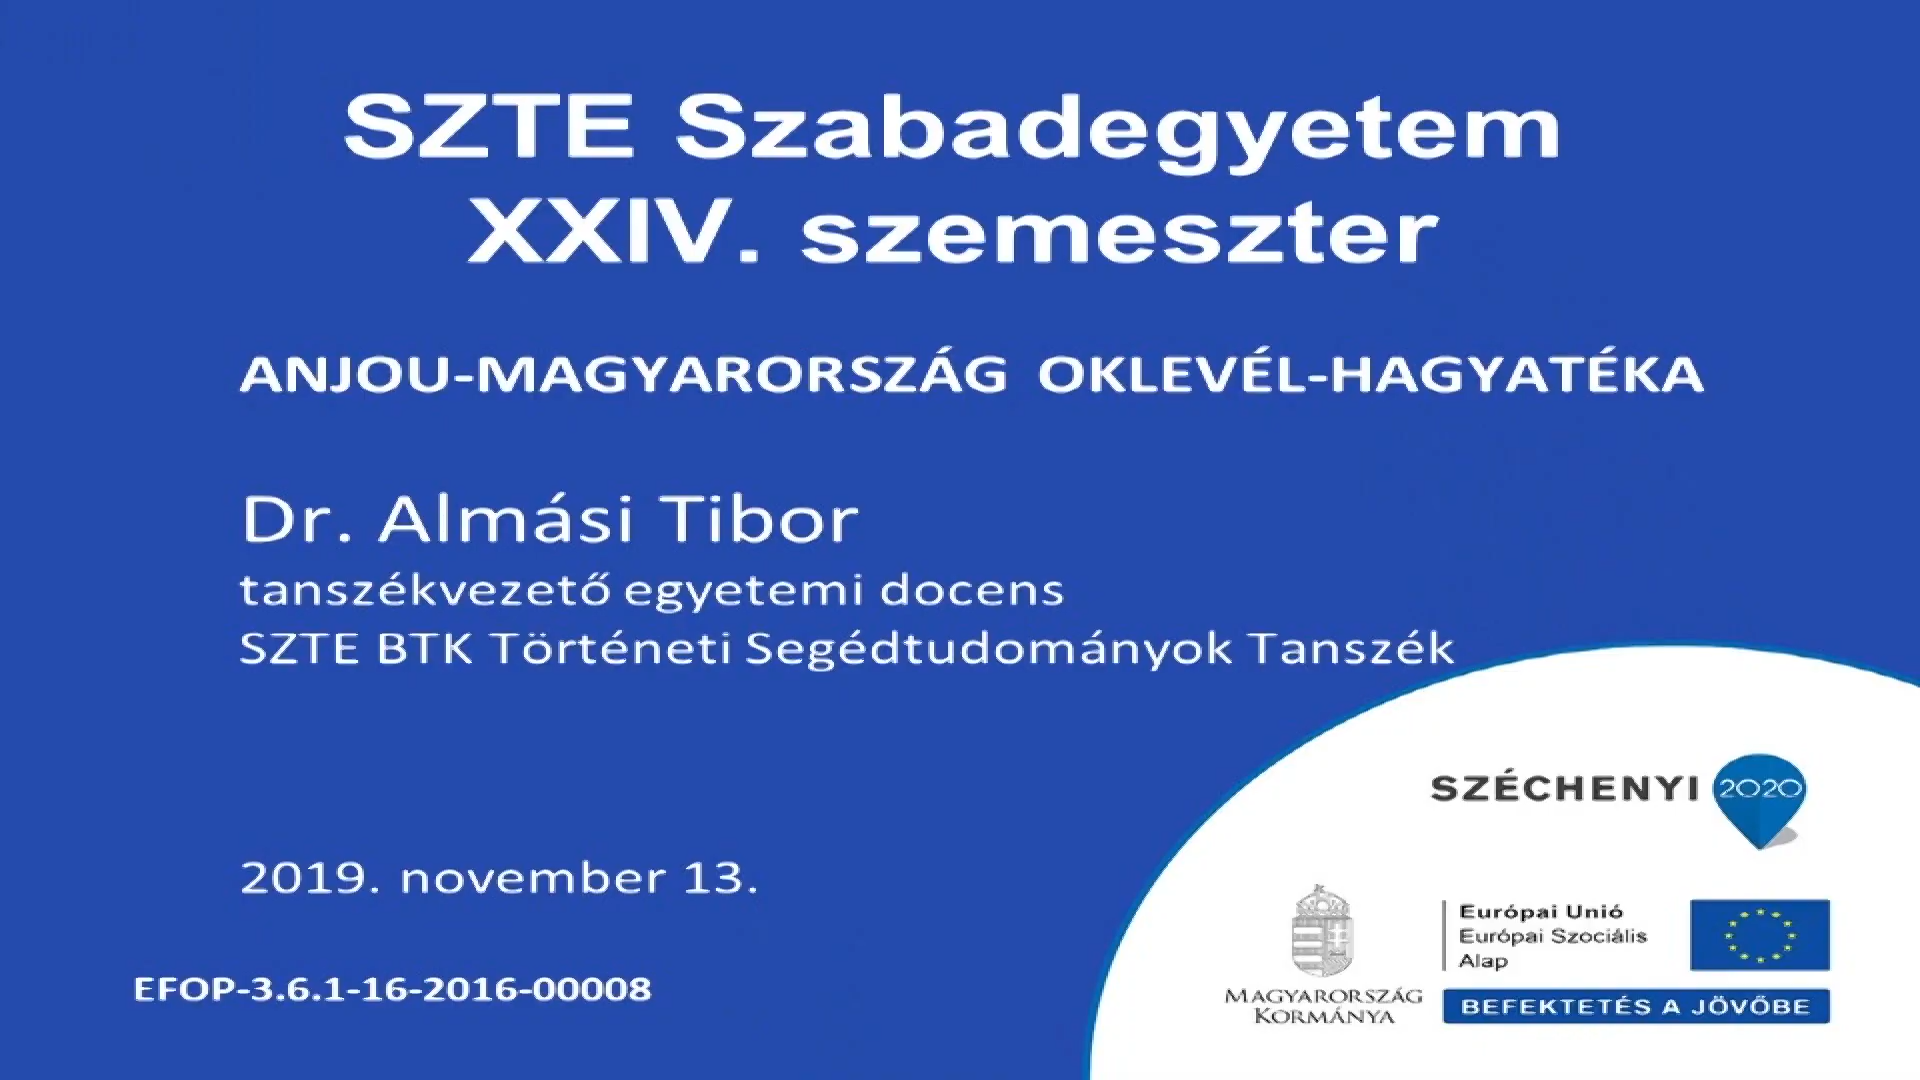 SZTE Szabadegyetem
XXIV. szemeszter
ANJOU-MAGYARORSZÁG OKLEVÉL-HAGYATÉKA
Dr. Almási Tibor
tanszékvezető egyetemi docens
SZTE BTK Történeti Segédtudományok Tanszék
2019. november 13.
EFOP-3.6.1-16-2016-00008
SZÉCHENYI 2020
MAGYARORSZÁG
KORMÁNYA
Európai Unió
Európai Szociális
Alap
BEFEKTETÉS A JÖVŐBE